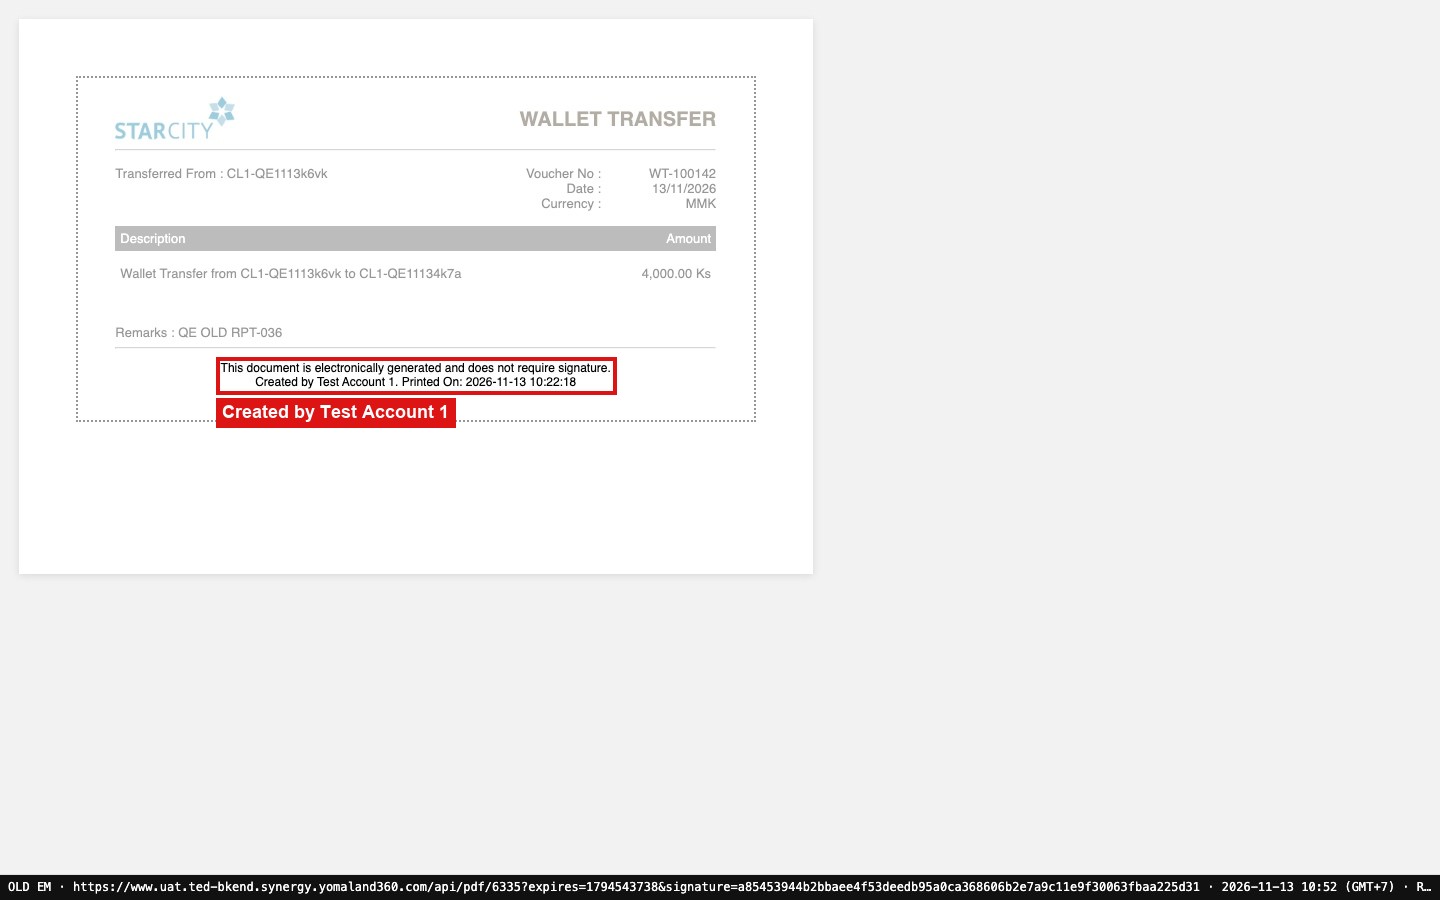 STARCITY
WALLET TRANSFER
Transferred From : CL1-QE1113k6vk
Voucher No : WT-100142
Date : 13/11/2026
Currency : MMK
Description Amount
Wallet Transfer from CL1-QE1113k6vk to CL1-QE11134k7a 4,000.00 Ks
Remarks : QE OLD RPT-036
This document is electronically generated and does not require signature.
Created by Test Account 1. Printed On: 2026-11-13 10:22:18
Created by Test Account 1
OLD EM · https://www.uat.ted-bkend.synergy.yomaland360.com/api/pdf/6335?expires=1794543738&signature=a85453944b2bbaee4f53deedb95a0ca368606b2e7a9c11e9f30063fbaa225d31 · 2026-11-13 10:52 (GMT+7) · R…